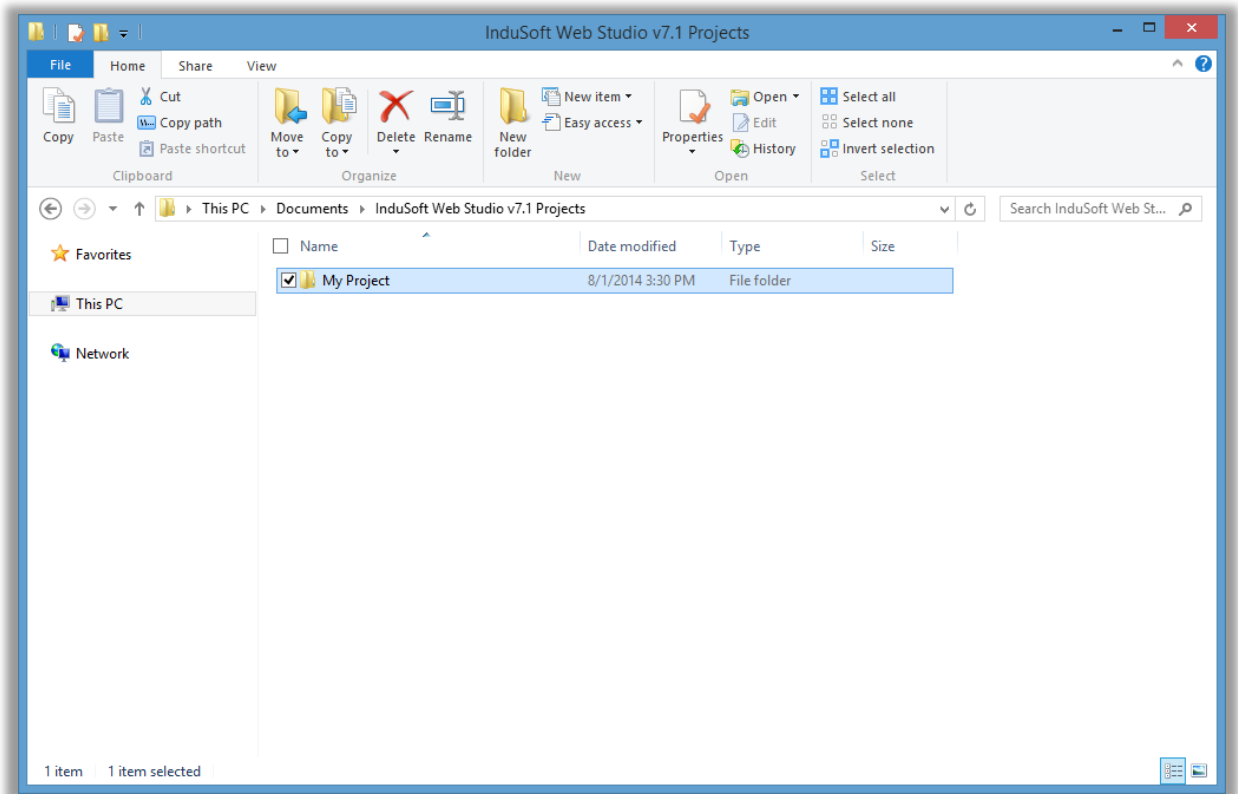 InduSoft Web Studio v7.1 Projects
File Home Share View
Copy
Paste
Cut
Copy path
Paste shortcut
Clipboard
Move to
Copy to
Delete
Rename
Organize
New folder
New item
Easy access
New
Properties
Open
Edit
History
Open
Select all
Select none
Invert selection
Select
This PC Documents InduSoft Web Studio v7.1 Projects
Search InduSoft Web St...
Favorites
This PC
Network
Name Date modified Type Size
My Project 8/1/2014 3:30 PM File folder
1 item 1 item selected